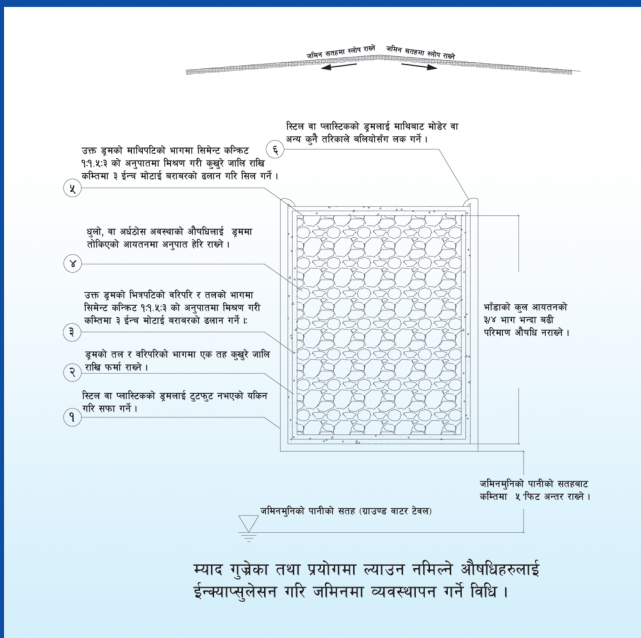 जमिन सतहमा स्लोप राख्ने जमिन सतहमा स्लोप राख्ने
स्टिल वा प्लास्टिकको ड्रमलाई माथिबाट मोडेर वा
अन्य कुनै तरिकाले बलियोसँग लक गर्ने ।
६
उक्त ड्रमको माथिपटिको भागमा सिमेन्ट कन्क्रिट
१:१.५:३ को अनुपातमा मिश्रण गरी कुखुरे जालि राखि
कम्तिमा ३ ईन्च मोटाई बराबरको ढलान गरि सिल गर्ने ।
५
धुलो, वा अर्धठोस अवस्थाको औषधिलाई ड्रममा
तोकिएको आयतनमा अनुपात हेरि राख्ने ।
४
उक्त ड्रमको भित्रपटिको वरिपरि र तलको भागमा
सिमेन्ट कन्क्रिट १:१.५:३ को अनुपातमा मिश्रण गरी
कम्तिमा ३ ईन्च मोटाई बराबरको ढलान गर्ने ।:
३
ड्रमको तल र वरिपरिको भागमा एक तह कुखुरे जालि
राखि फर्मा राख्ने ।
२
स्टिल वा प्लास्टिकको ड्रमलाई टुटफुट नभएको यकिन
गरि सफा गर्ने ।
१
भाँडाको कुल आयतनको
३/४ भाग भन्दा बढी
परिमाण औषधि नराख्ने ।
जमिनमुनिको पानीको सतहबाट
कम्तिमा ५ फिट अन्तर राख्ने ।
जमिनमुनिको पानीको सतह (ग्राउण्ड वाटर टेवल)
म्याद गुज्रेका तथा प्रयोगमा ल्याउन नमिल्ने औषधिहरुलाई
ईन्क्याप्सुलेसन गरि जमिनमा व्यवस्थापन गर्ने विधि ।